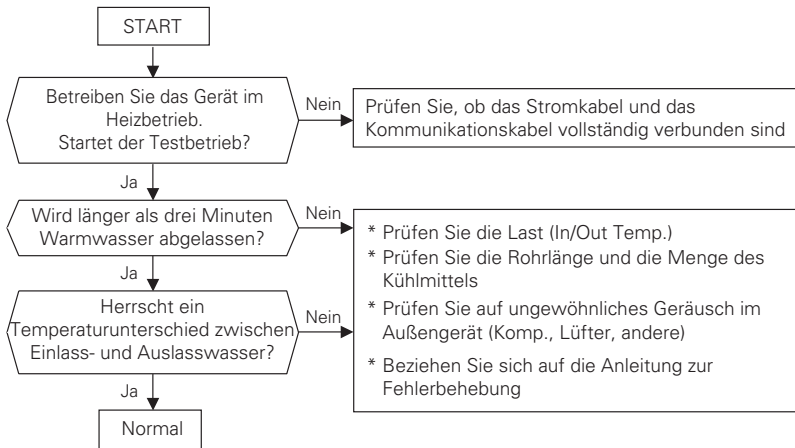 START
Betreiben Sie das Gerät im
Heizbetrieb.
Startet der Testbetrieb?
Nein
Prüfen Sie, ob das Stromkabel und das
Kommunikationskabel vollständig verbunden sind
Ja
Wird länger als drei Minuten
Warmwasser abgelassen?
Nein
* Prüfen Sie die Last (In/Out Temp.)
* Prüfen Sie die Rohrlänge und die Menge des
Kühlmittels
* Prüfen Sie auf ungewöhnliches Geräusch im
Außengerät (Komp., Lüfter, andere)
* Beziehen Sie sich auf die Anleitung zur
Fehlerbehebung
Ja
Herrscht ein
Temperaturunterschied zwischen
Einlass- und Auslasswasser?
Nein
Ja
Normal